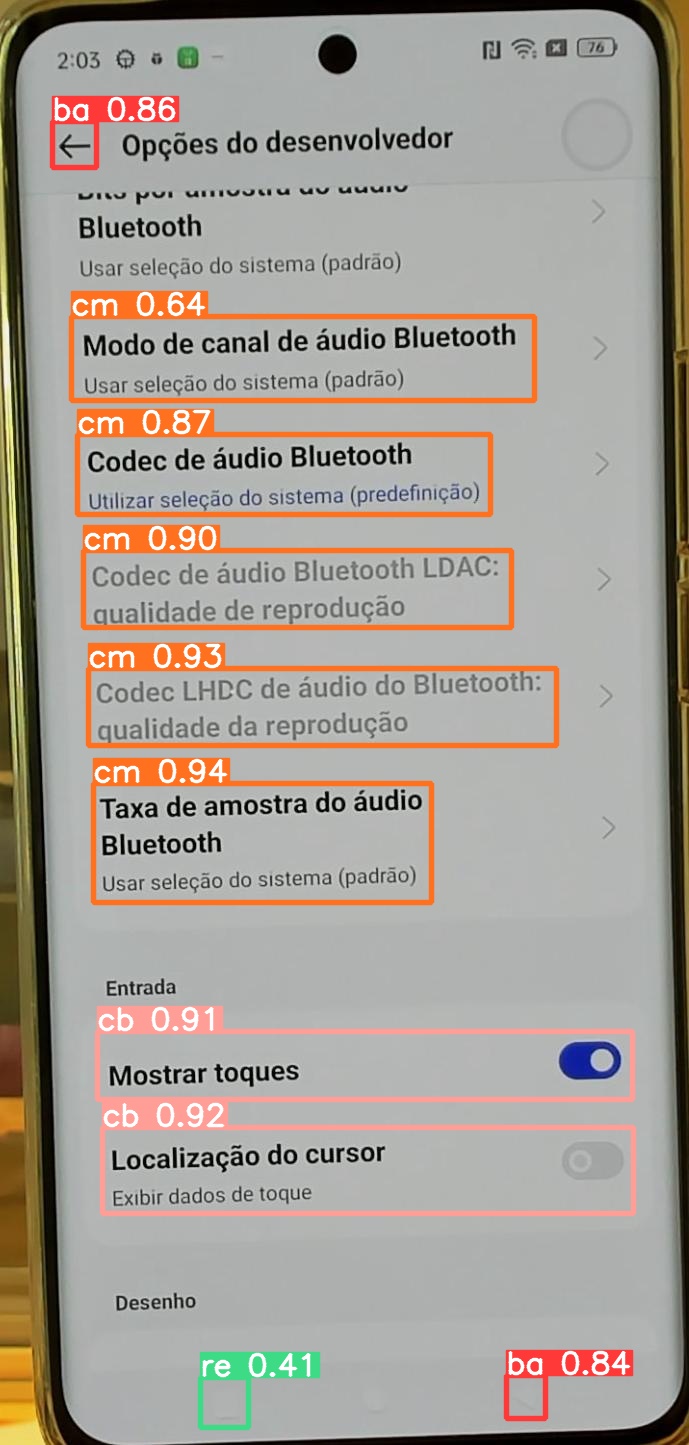 2:03 76
ba 0.86
Opções do desenvolvedor
Bits por amostra do áudio
Bluetooth
Usar seleção do sistema (padrão)
cm 0.64
Modo de canal de áudio Bluetooth
Usar seleção do sistema (padrão)
cm 0.87
Codec de áudio Bluetooth
Utilizar seleção do sistema (predefinição)
cm 0.90
Codec de áudio Bluetooth LDAC:
qualidade de reprodução
cm 0.93
Codec LHDC de áudio do Bluetooth:
qualidade da reprodução
cm 0.94
Taxa de amostra do áudio
Bluetooth
Usar seleção do sistema (padrão)
Entrada
cb 0.91
Mostrar toques
cb 0.92
Localização do cursor
Exibir dados de toque
Desenho
re 0.41
ba 0.84